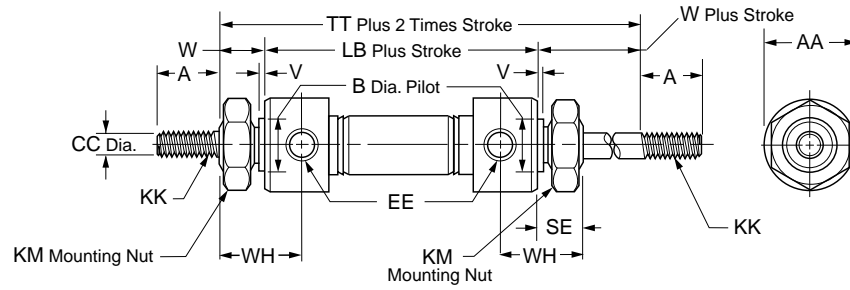 TT Plus 2 Times Stroke
W Plus Stroke
W
LB Plus Stroke
AA
A
V
V
A
B Dia. Pilot
CC Dia.
KK
EE
SE
KK
KM Mounting Nut
WH
KM
Mounting Nut
WH